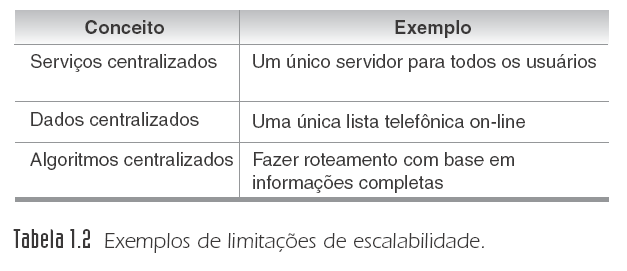 Conceito Exemplo
Serviços centralizados Um único servidor para todos os usuários
Dados centralizados Uma única lista telefônica on-line
Algoritmos centralizados Fazer roteamento com base em
informações completas
Tabela 1.2 Exemplos de limitações de escalabilidade.